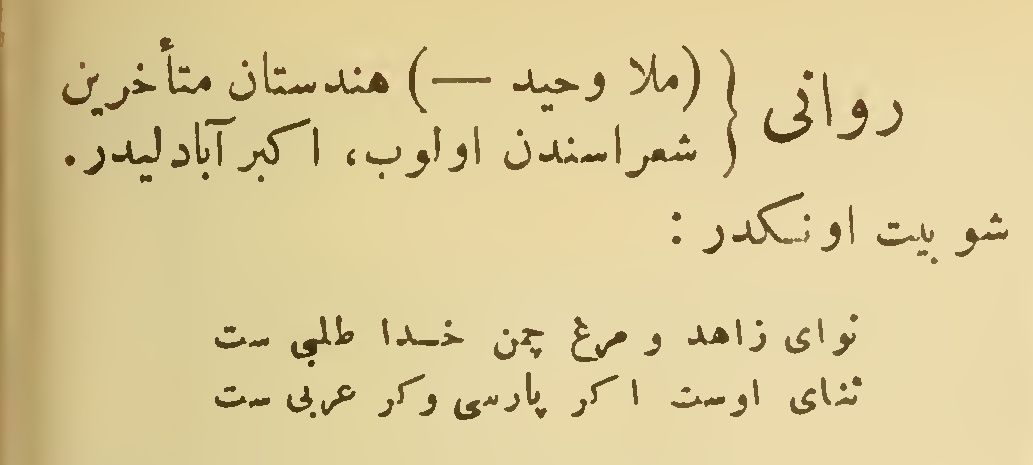 روانی { (ملا وحید —) هندستان متأخرین
شعراسندن اولوب، اکبرآبادلیدر.
شو بیت اونکدر :
نوای زاهد و مرغ چمن خدا طلبی ست
ثنای اوست اکر پارسی وکر عربی ست